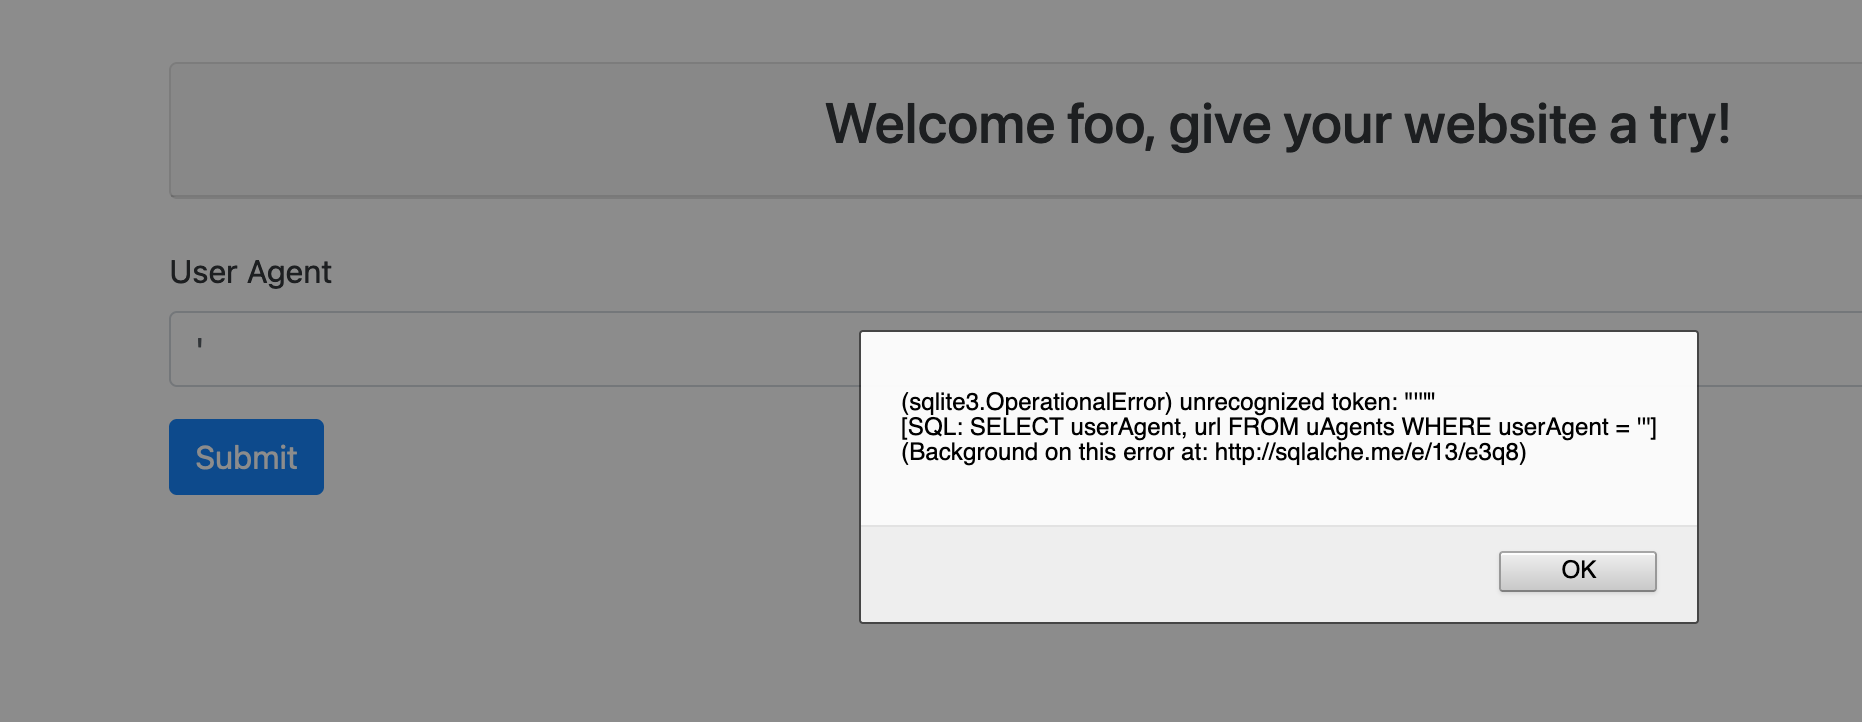 Welcome foo, give your website a try!
User Agent
'
Submit
(sqlite3.OperationalError) unrecognized token: "'''"
[SQL: SELECT userAgent, url FROM uAgents WHERE userAgent = ''']
(Background on this error at: http://sqlalche.me/e/13/e3q8)
OK